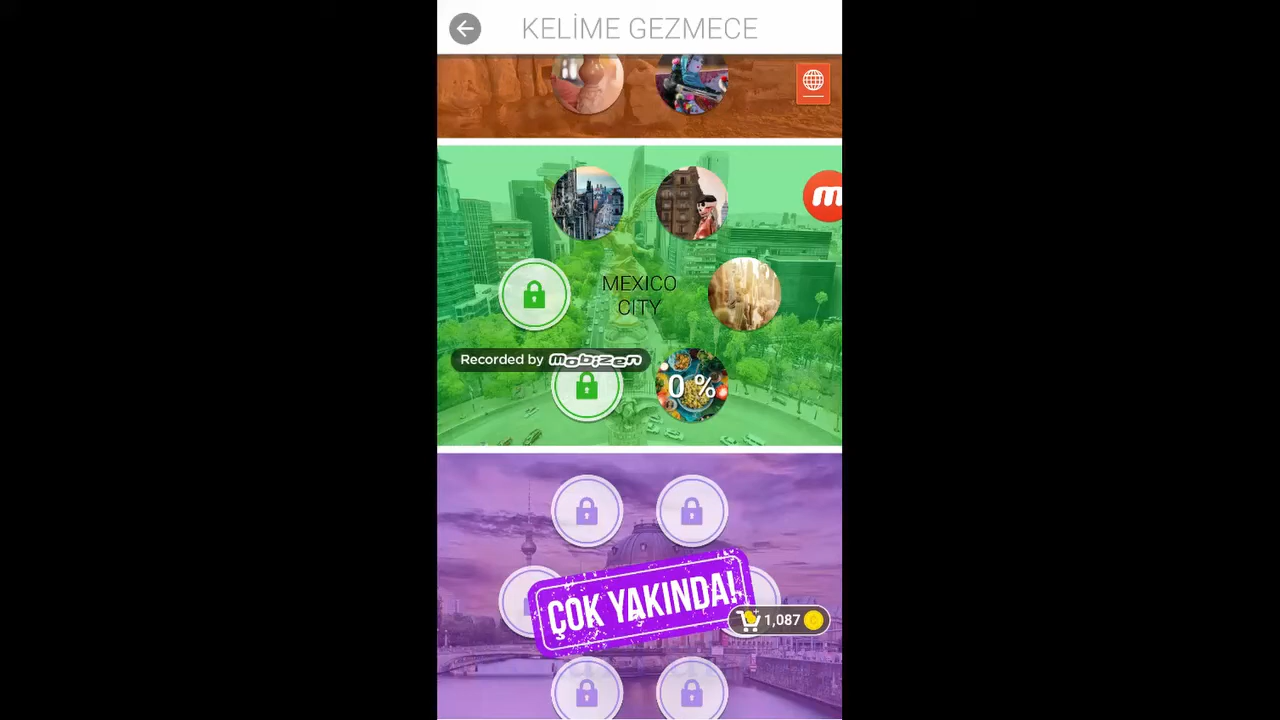 KELİME GEZMECE
MEXICO
CITY
Recorded by mobizen
0 %
ÇOK YAKINDA!
1,087